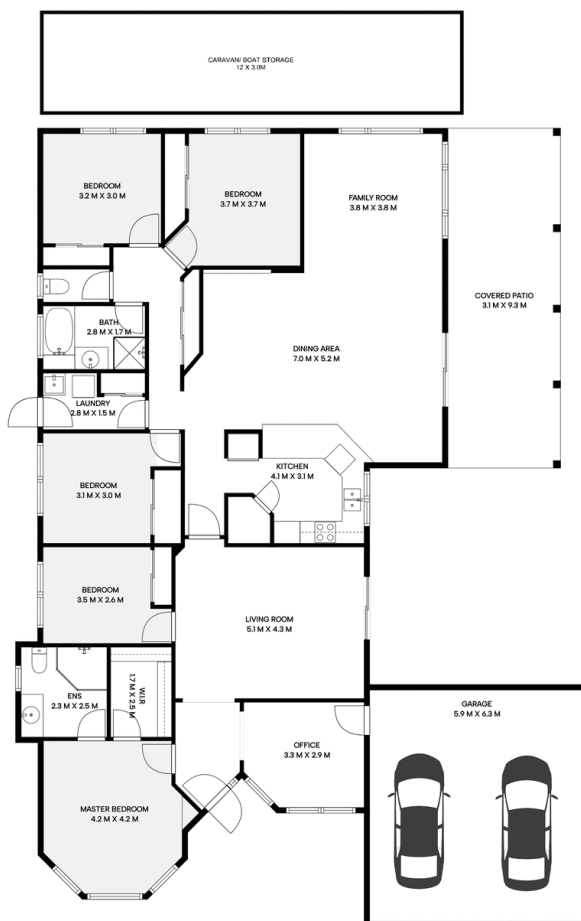 CARAVAN/ BOAT STORAGE
12 X 3.0M
BEDROOM
3.2 M X 3.0 M
BEDROOM
3.7 M X 3.7 M
FAMILY ROOM
3.8 M X 3.8 M
COVERED PATIO
3.1 M X 9.3 M
BATH
2.8 M X 1.7 M
DINING AREA
7.0 M X 5.2 M
LAUNDRY
2.8 M X 1.5 M
KITCHEN
4.1 M X 3.1 M
BEDROOM
3.1 M X 3.0 M
BEDROOM
3.5 M X 2.6 M
LIVING ROOM
5.1 M X 4.3 M
ENS
2.3 M X 2.5 M
W.I.R
1.7 M X 2.5 M
GARAGE
5.9 M X 6.3 M
OFFICE
3.3 M X 2.9 M
MASTER BEDROOM
4.2 M X 4.2 M